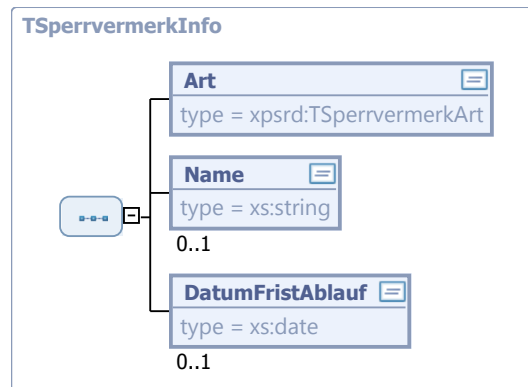 TSperrvermerkInfo
Art
type = xpsrd:TSperrvermerkArt
Name
type = xs:string
0..1
DatumFristAblauf
type = xs:date
0..1